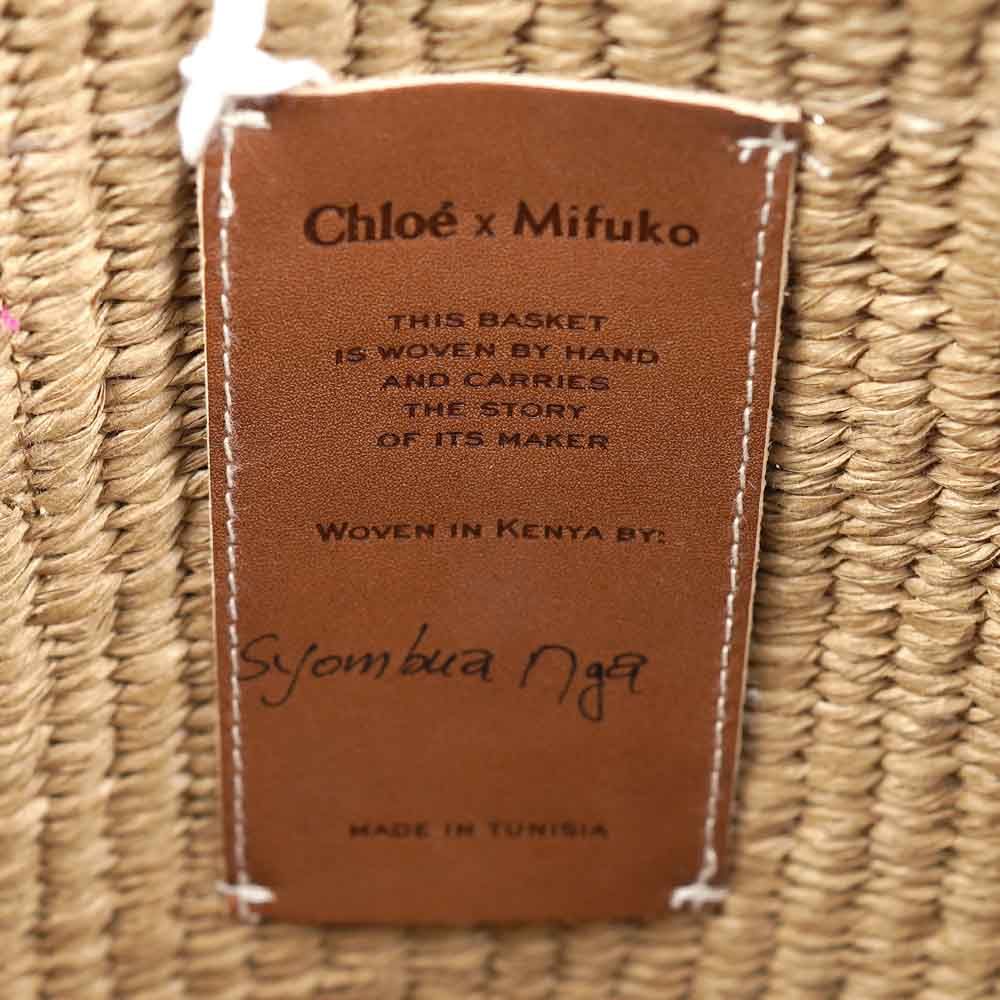 Chloé x Mifuko
THIS BASKET
IS WOVEN BY HAND
AND CARRIES
THE STORY
OF ITS MAKER
WOVEN IN KENYA BY:
Syombua Nga
MADE IN TUNISIA